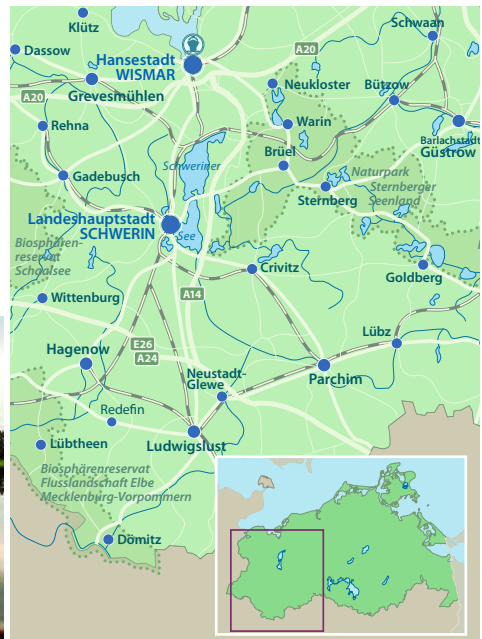 Klütz
Schwaan
Dassow
Hansestadt
WISMAR
A20
Neukloster
Bützow
A20
Grevesmühlen
Rehna
Warin
Barlachstadt
Güstrow
Brüel
Schweriner
Naturpark
Sternberger
Seenland
Gadebusch
Sternberg
Landeshauptstadt
SCHWERIN
See
Biosphären-
reservat
Schaalsee
Crivitz
Goldberg
Wittenburg
A14
Lübz
E26
A24
Hagenow
Parchim
Neustadt-
Glewe
Redefin
Lübtheen
Ludwigslust
Biosphärenreservat
Flusslandschaft Elbe
Mecklenburg-Vorpommern
Dömitz